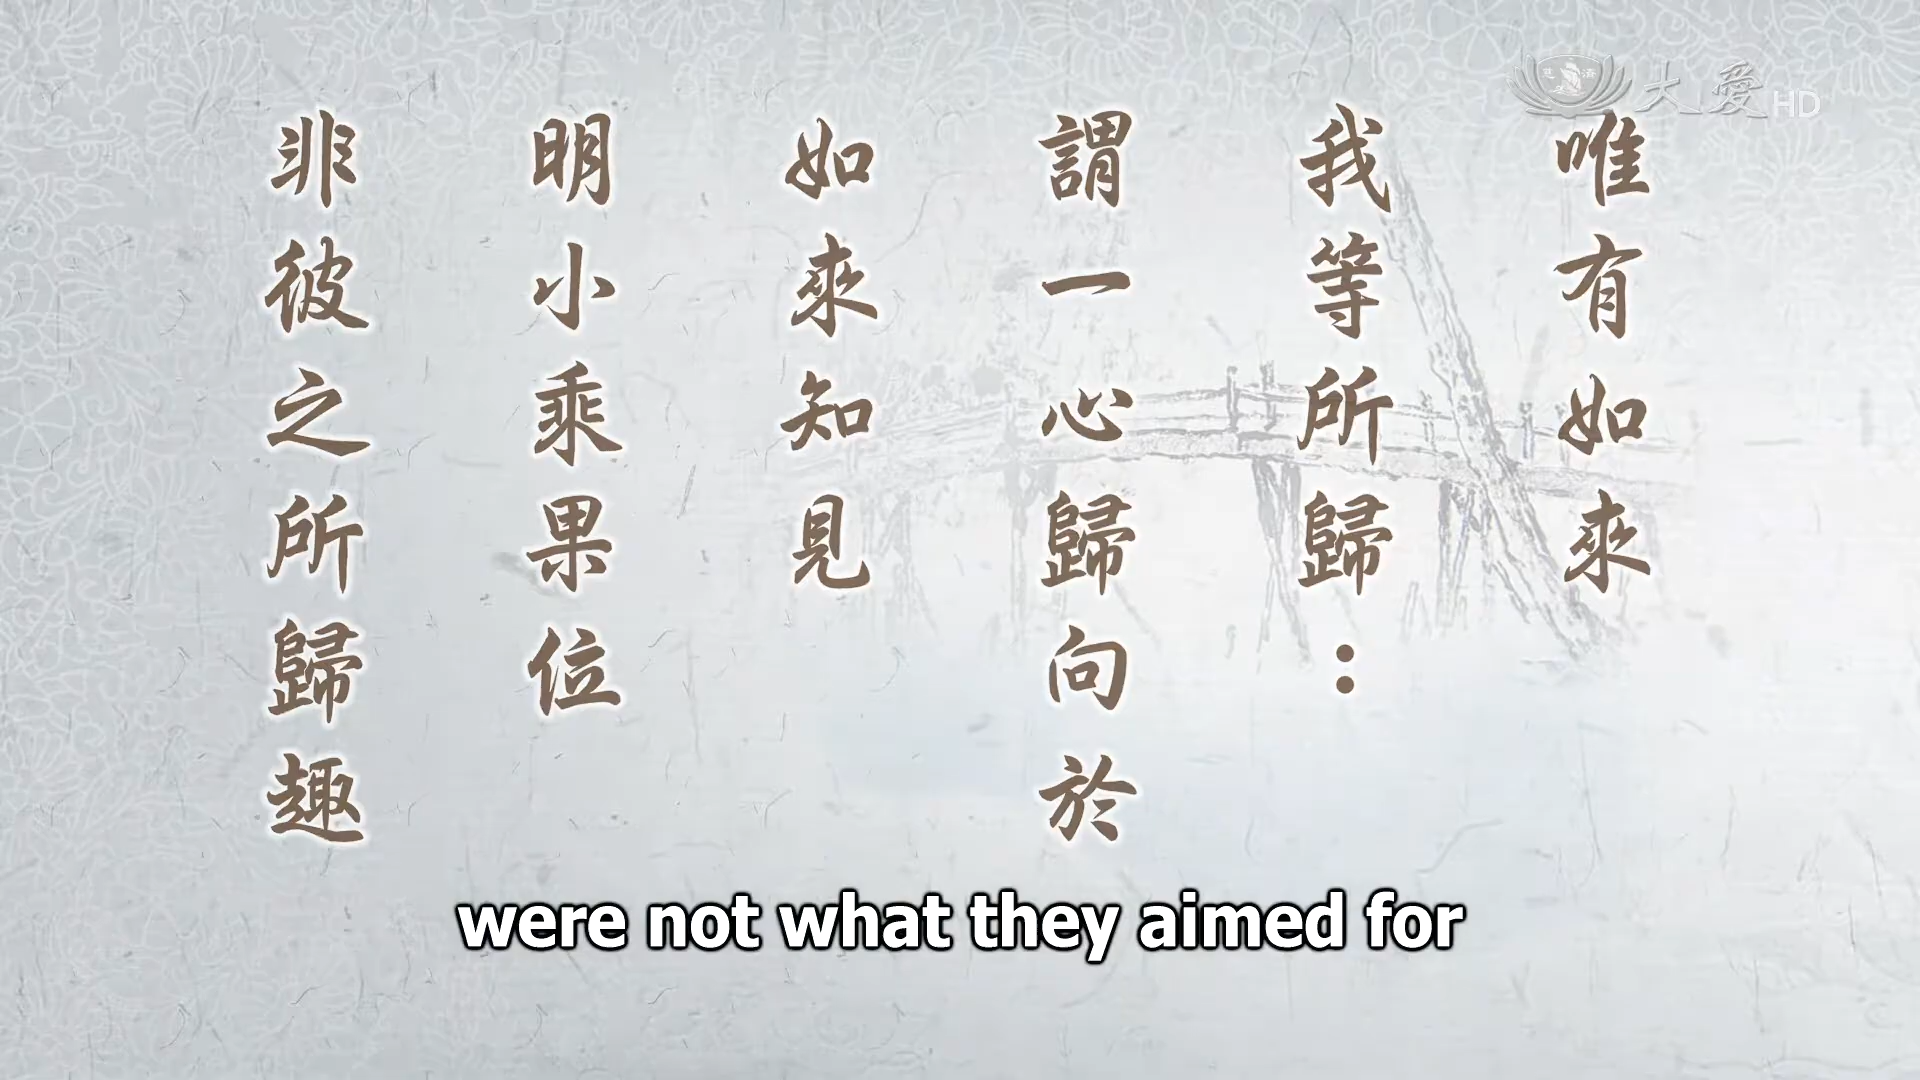 唯有如來
我等所歸：
謂一心歸向於
如來知見
明小乘果位
非彼之所歸趣
慈濟
大愛HD
were not what they aimed for